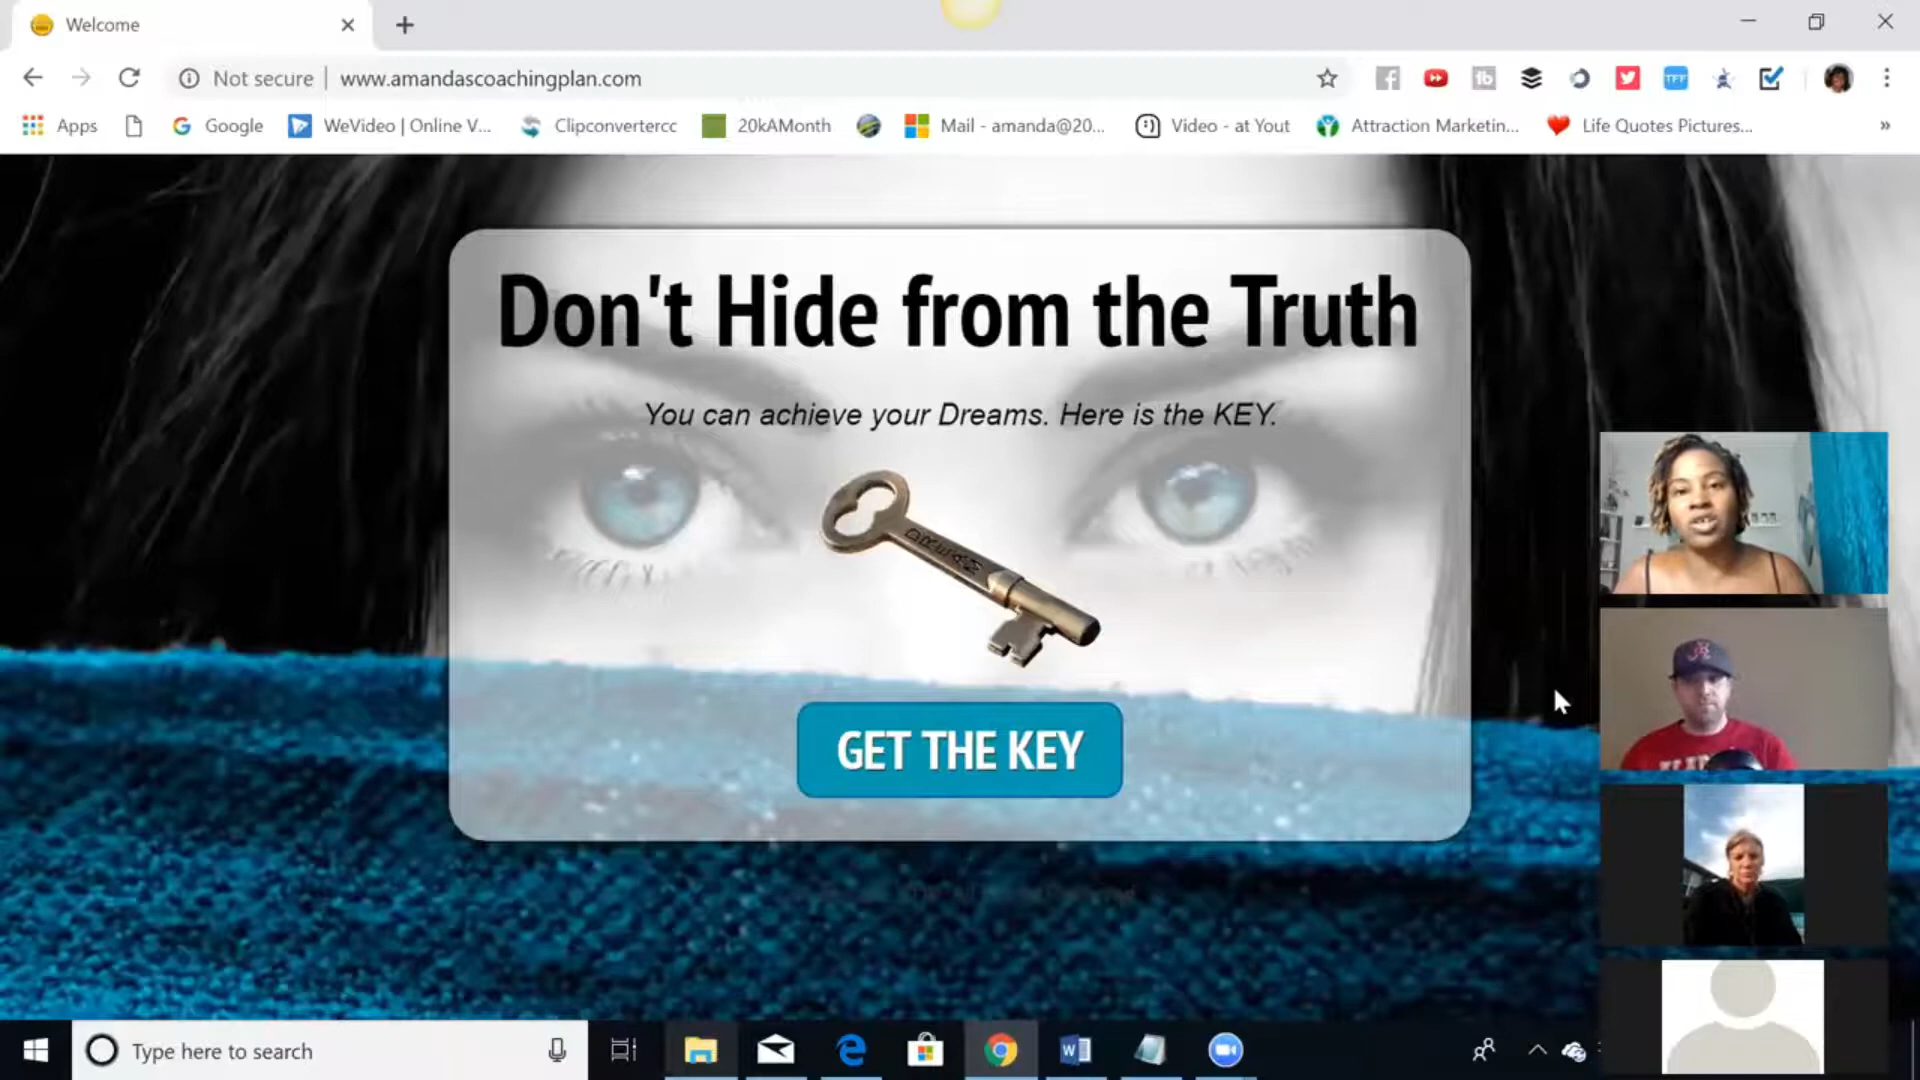 Welcome
Not secure www.amandascoachingplan.com
Apps Google WeVideo | Online V... Clipconvertercc 20kAMonth Mail - amanda@20... Video - at Yout Attraction Marketin... Life Quotes Pictures... »
TFF
Don't Hide from the Truth
You can achieve your Dreams. Here is the KEY.
DREAM
GET THE KEY
Type here to search